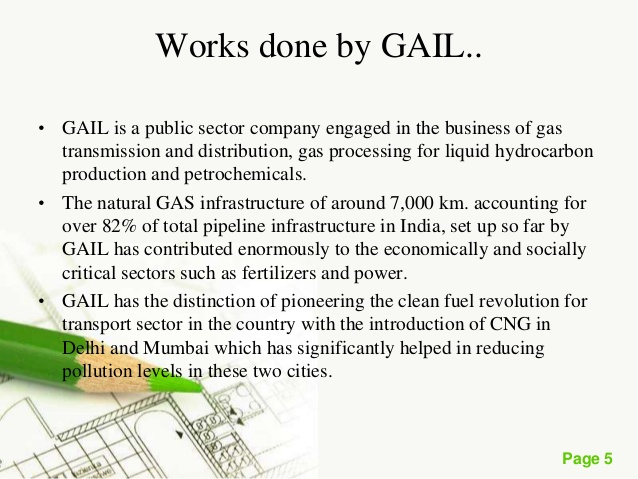 Works done by GAIL..
• GAIL is a public sector company engaged in the business of gas
transmission and distribution, gas processing for liquid hydrocarbon
production and petrochemicals.
• The natural GAS infrastructure of around 7,000 km. accounting for
over 82% of total pipeline infrastructure in India, set up so far by
GAIL has contributed enormously to the economically and socially
critical sectors such as fertilizers and power.
• GAIL has the distinction of pioneering the clean fuel revolution for
transport sector in the country with the introduction of CNG in
Delhi and Mumbai which has significantly helped in reducing
pollution levels in these two cities.
Page 5